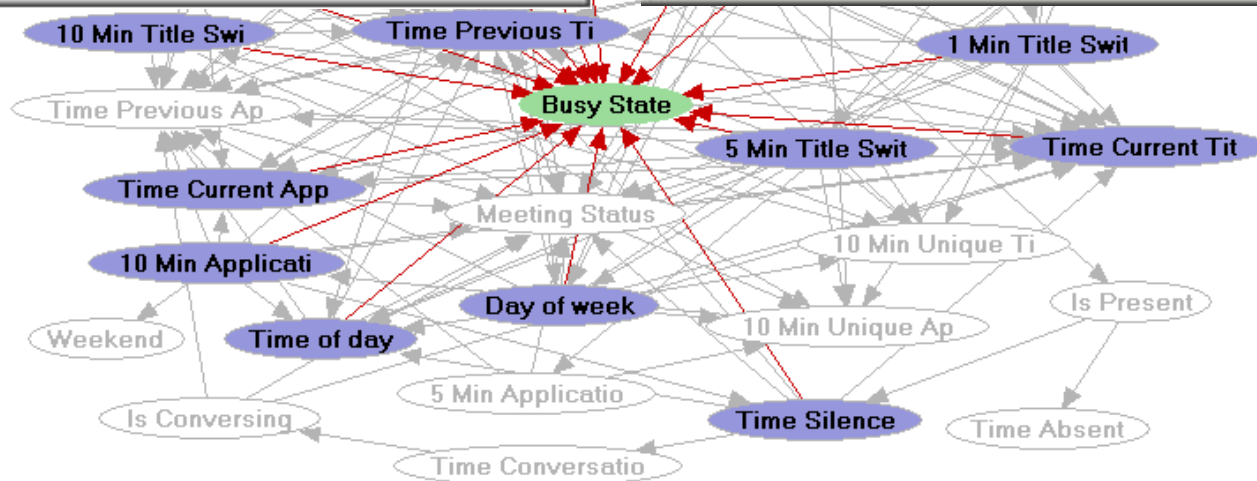 10 Min Title Swi
Time Previous Ti
1 Min Title Swit
Time Previous Ap
Busy State
5 Min Title Swit
Time Current Tit
Time Current App
Meeting Status
10 Min Unique Ti
10 Min Applicati
Day of week
Is Present
Weekend
Time of day
10 Min Unique Ap
5 Min Applicatio
Is Conversing
Time Silence
Time Absent
Time Conversatio